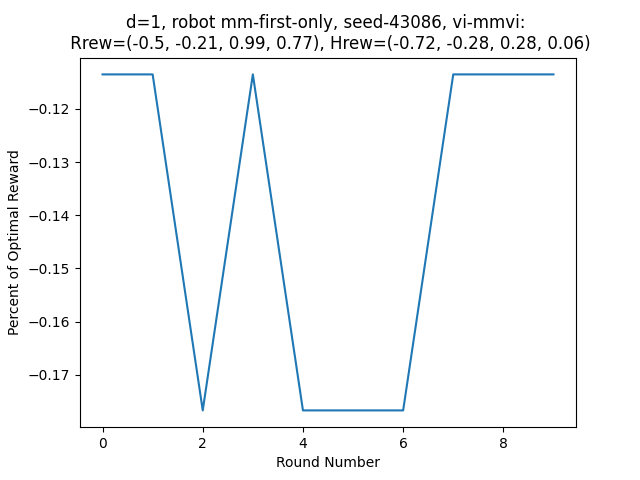 d=1, robot mm-first-only, seed-43086, vi-mmvi:
Rrew=(-0.5, -0.21, 0.99, 0.77), Hrew=(-0.72, -0.28, 0.28, 0.06)
Percent of Optimal Reward
−0.12
−0.13
−0.14
−0.15
−0.16
−0.17
0 2 4 6 8
Round Number